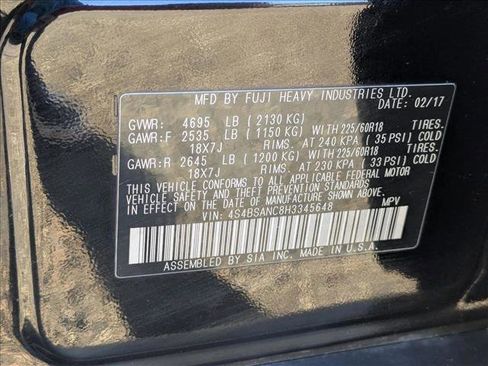 MFD BY FUJI HEAVY INDUSTRIES LTD.
DATE: 02/17
GVWR: 4695 LB (2130 KG)
GAWR:F 2535 LB (1150 KG) WITH 225/60R18 TIRES.
18X7J RIMS. AT 240 KPA (35 PSI) COLD
GAWR:R 2645 LB (1200 KG) WITH 225/60R18 TIRES.
18X7J RIMS. AT 230 KPA (33 PSI) COLD
THIS VEHICLE CONFORMS TO ALL APPLICABLE FEDERAL MOTOR
VEHICLE SAFETY AND THEFT PREVENTION STANDARDS
IN EFFECT ON THE DATE OF MANUFACTURE SHOWN ABOVE.
VIN: 4S4BSANC8H3345648 MPV
ASSEMBLED BY SIA INC. MADE IN U.S.A.